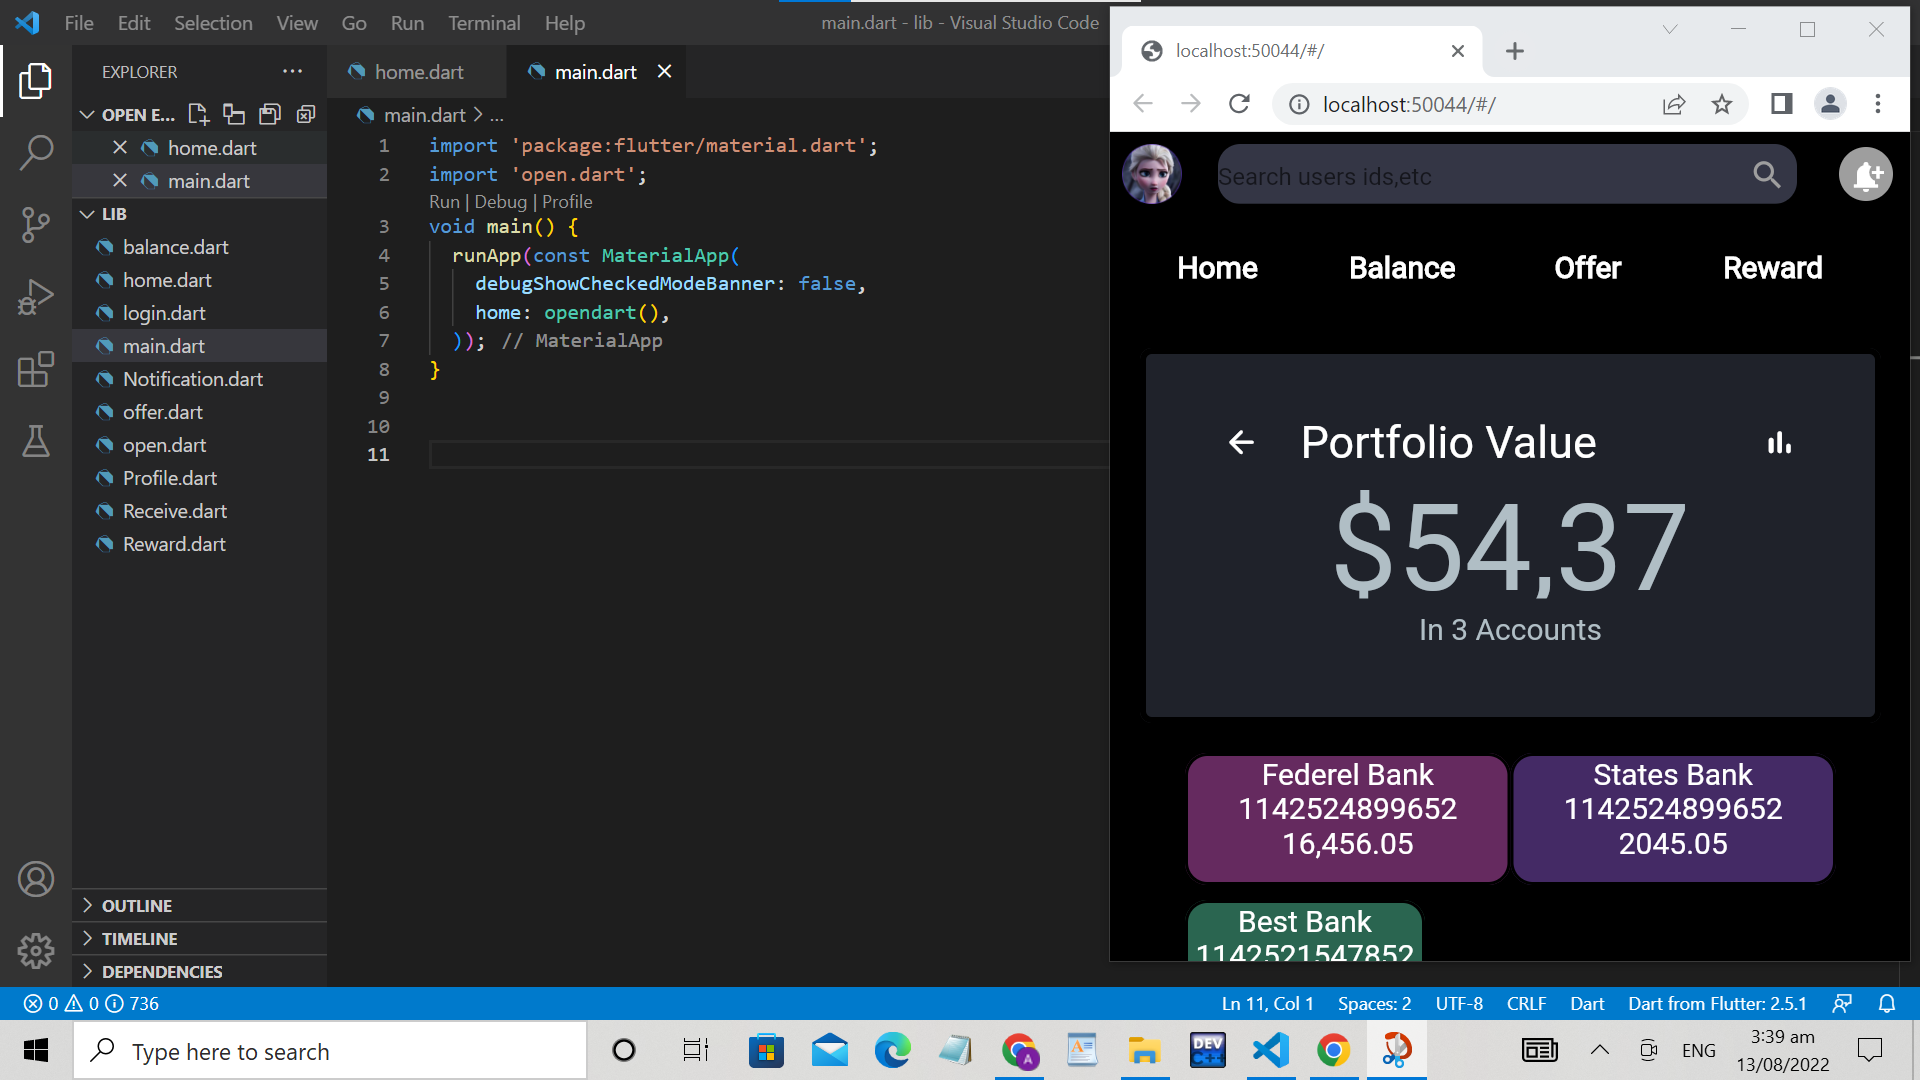 File Edit Selection View Go Run Terminal Help
main.dart - lib - Visual Studio Code
EXPLORER
OPEN E...
home.dart
main.dart
LIB
balance.dart
home.dart
login.dart
main.dart
Notification.dart
offer.dart
open.dart
Profile.dart
Receive.dart
Reward.dart
OUTLINE
TIMELINE
DEPENDENCIES
home.dart main.dart
main.dart > ...
1 import 'package:flutter/material.dart';
2 import 'open.dart';
Run | Debug | Profile
3 void main() {
4 runApp(const MaterialApp(
5 debugShowCheckedModeBanner: false,
6 home: opendart(),
7 )); // MaterialApp
8 }
9
10
11
localhost:50044/#/
localhost:50044/#/
Search users ids,etc
Home Balance Offer Reward
Portfolio Value
$54,37
In 3 Accounts
Federel Bank
1142524899652
16,456.05
States Bank
1142524899652
2045.05
Best Bank
1142521547852
0 0 736
Ln 11, Col 1 Spaces: 2 UTF-8 CRLF Dart Dart from Flutter: 2.5.1
Type here to search
A
DEV
C++
ENG
3:39 am
13/08/2022